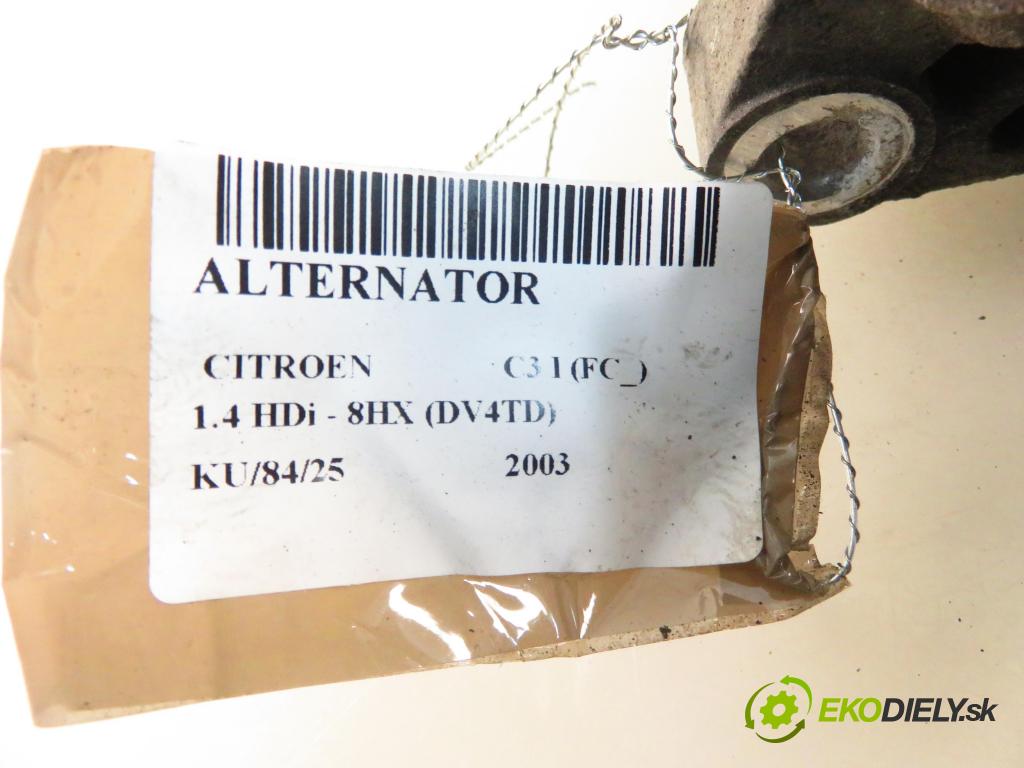 ALTERNATOR
CITROEN C3 I (FC_)
1.4 HDi - 8HX (DV4TD)
KU/84/25 2003
EKODIELY.sk